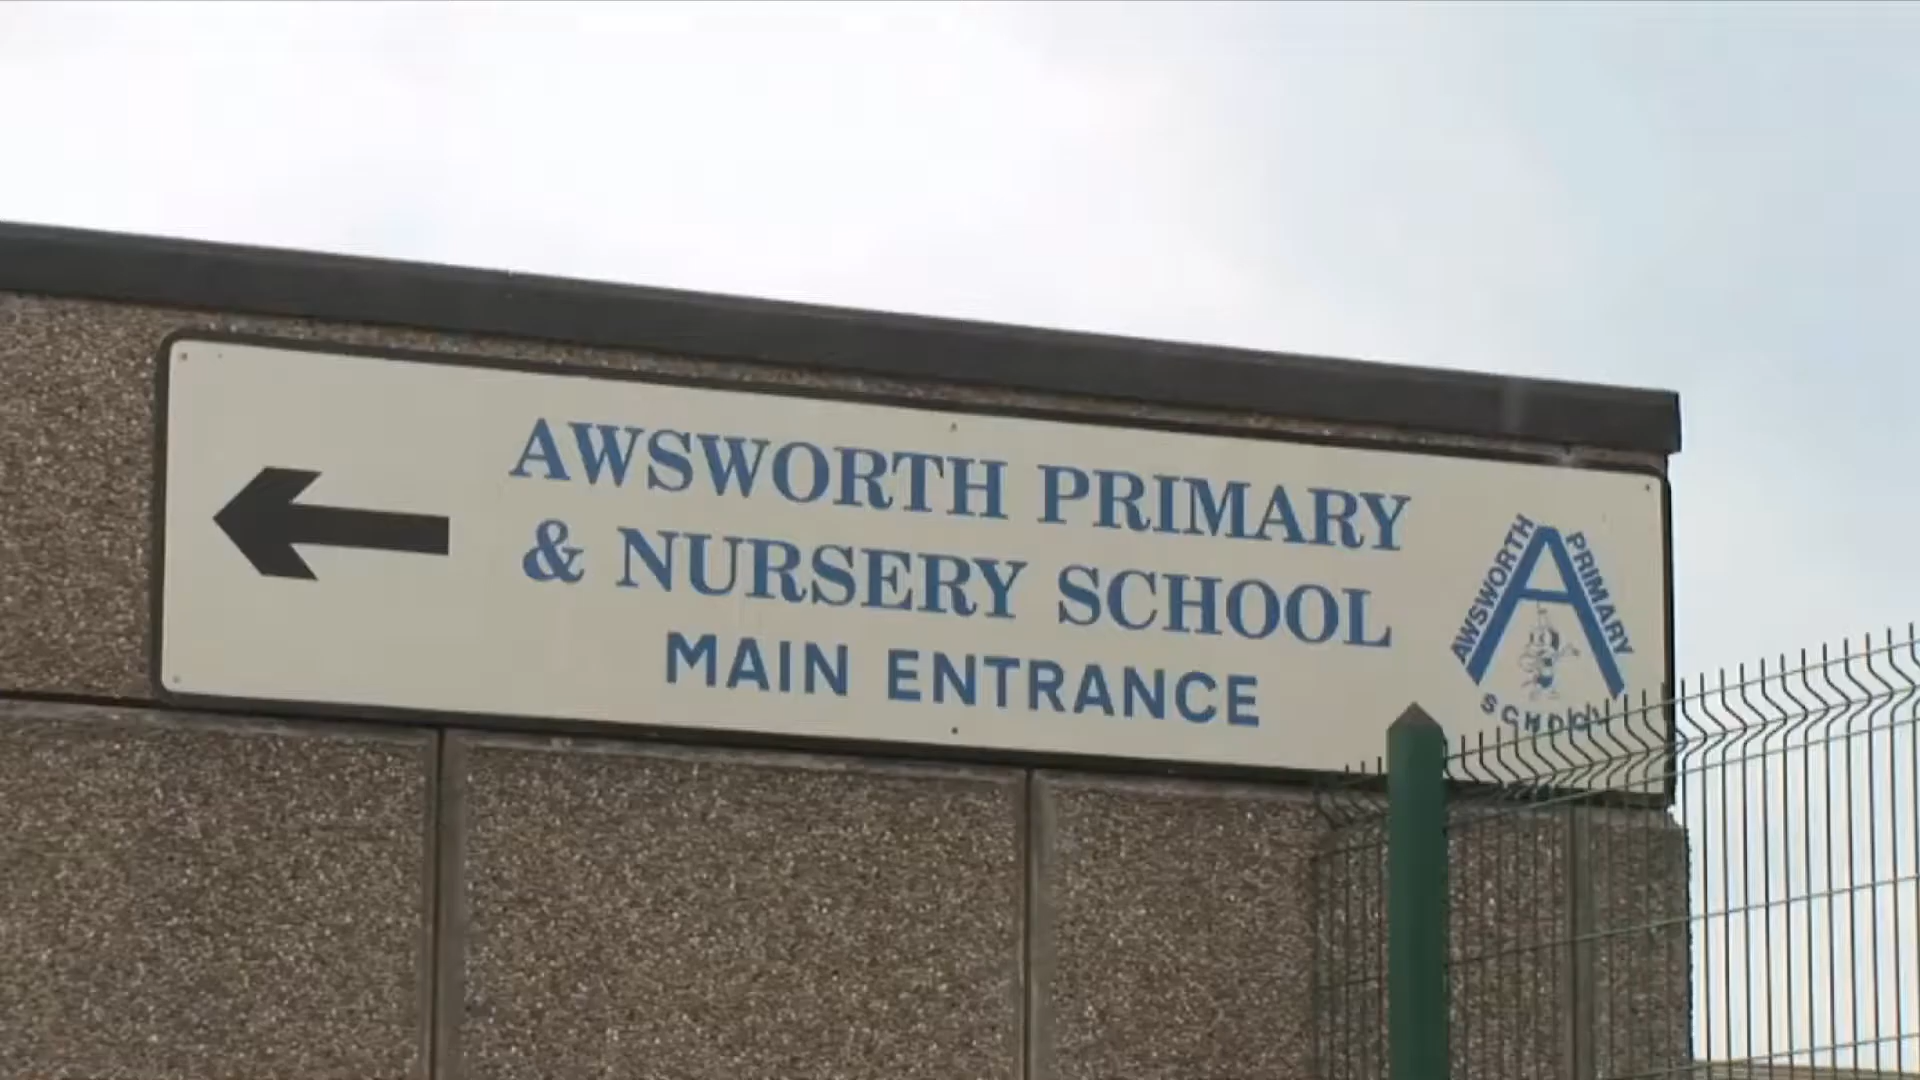 AWSWORTH PRIMARY
& NURSERY SCHOOL
MAIN ENTRANCE
AWSWORTH
PRIMARY
SCHOOL